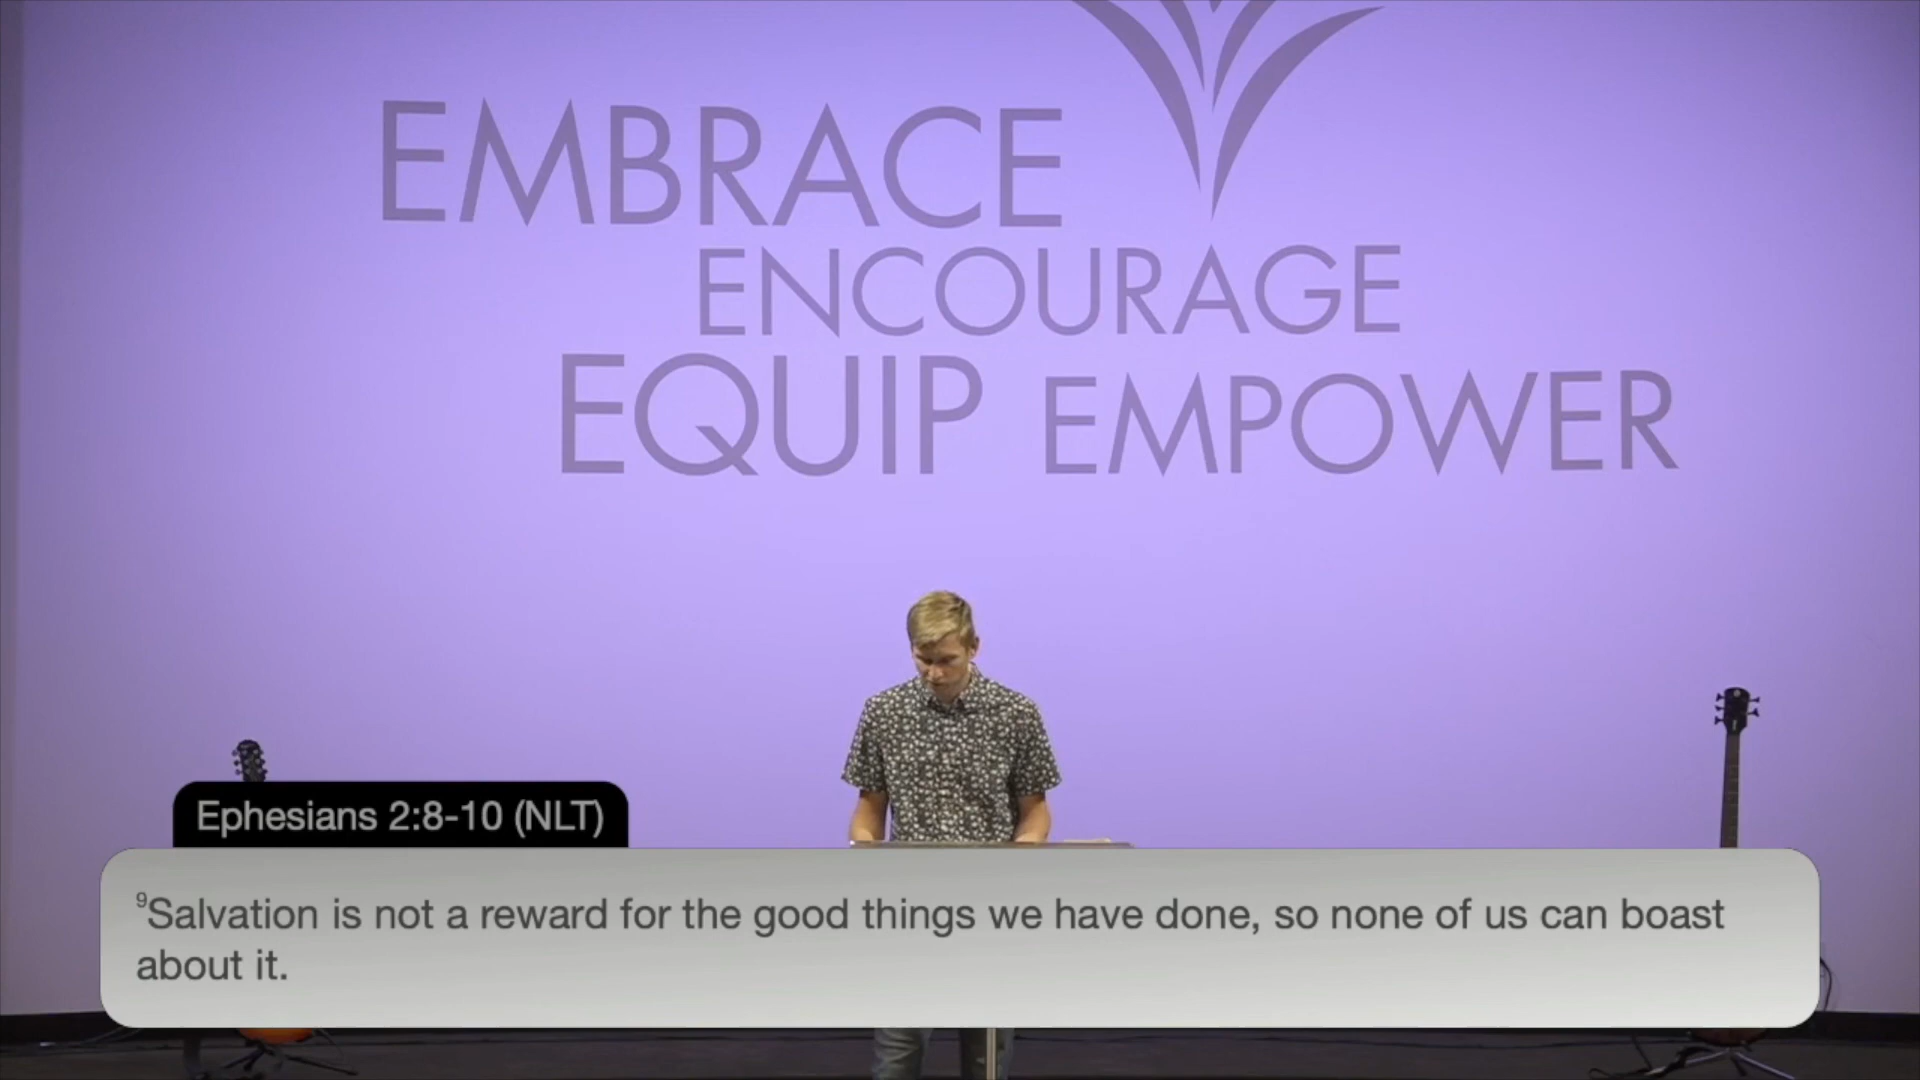 EMBRACE
ENCOURAGE
EQUIP EMPOWER
Ephesians 2:8-10 (NLT)
⁹Salvation is not a reward for the good things we have done, so none of us can boast
about it.